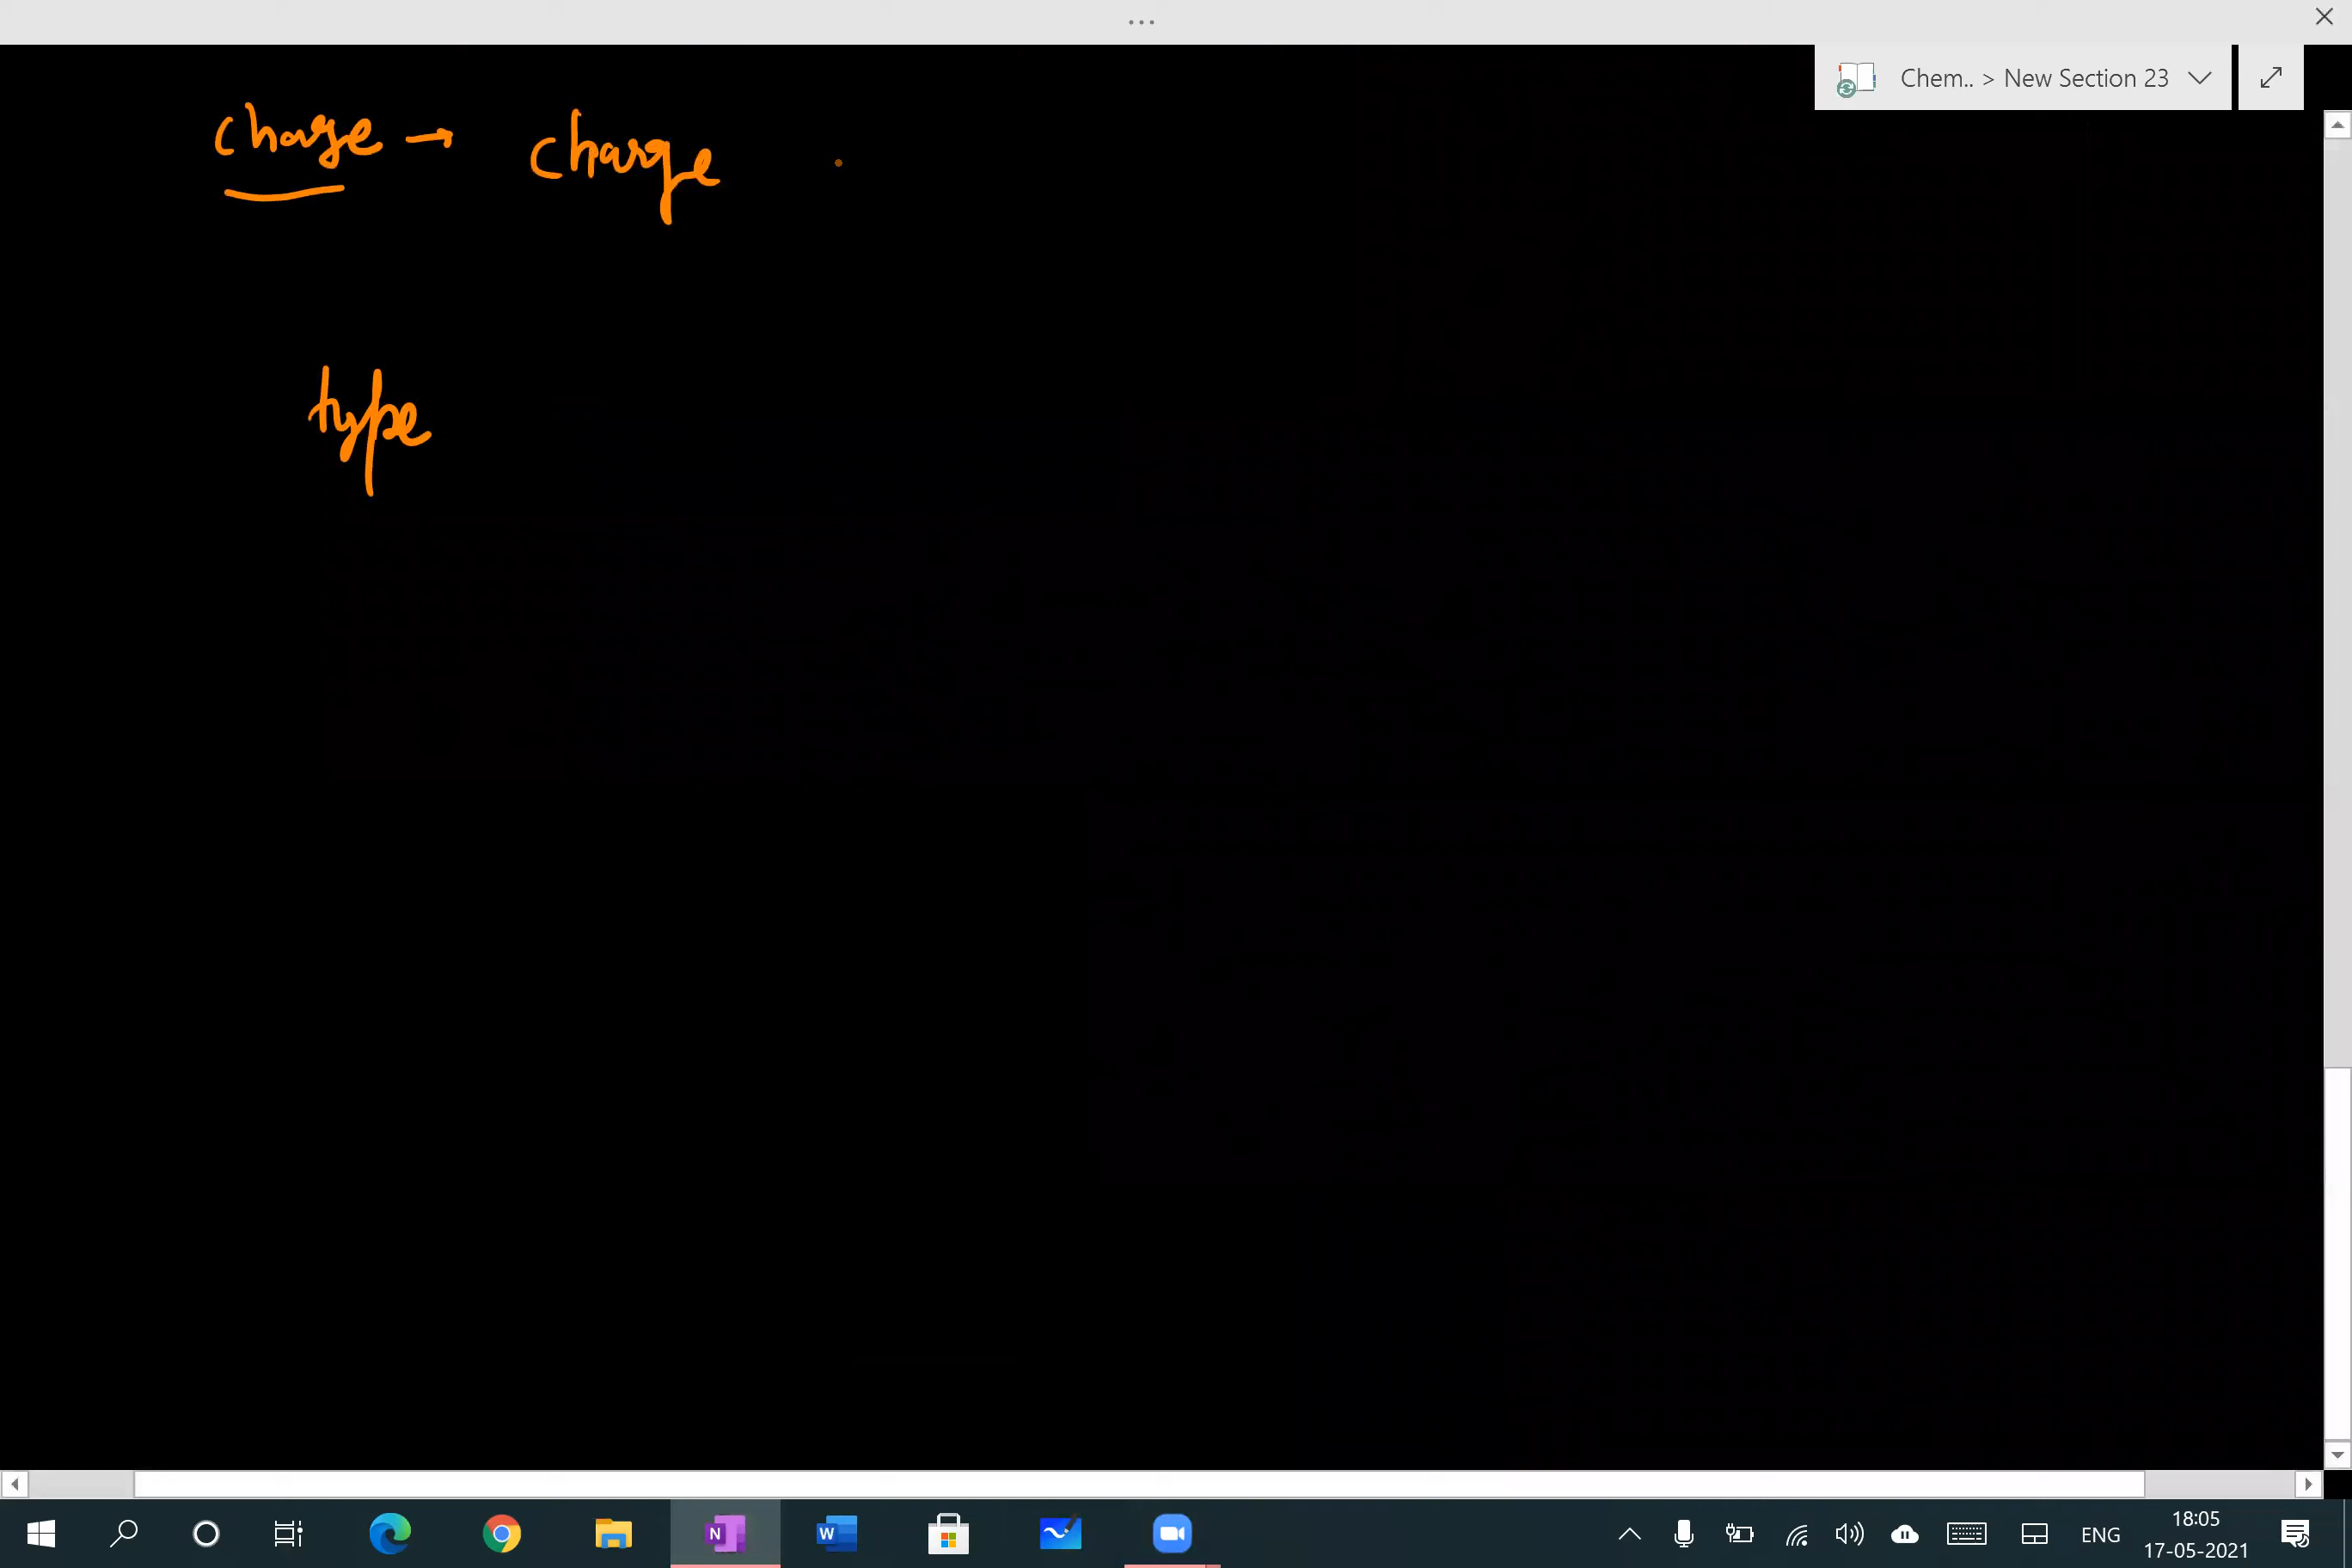 ...
Chem.. > New Section 23
charge → charge
type
ENG
18:05
17-05-2021